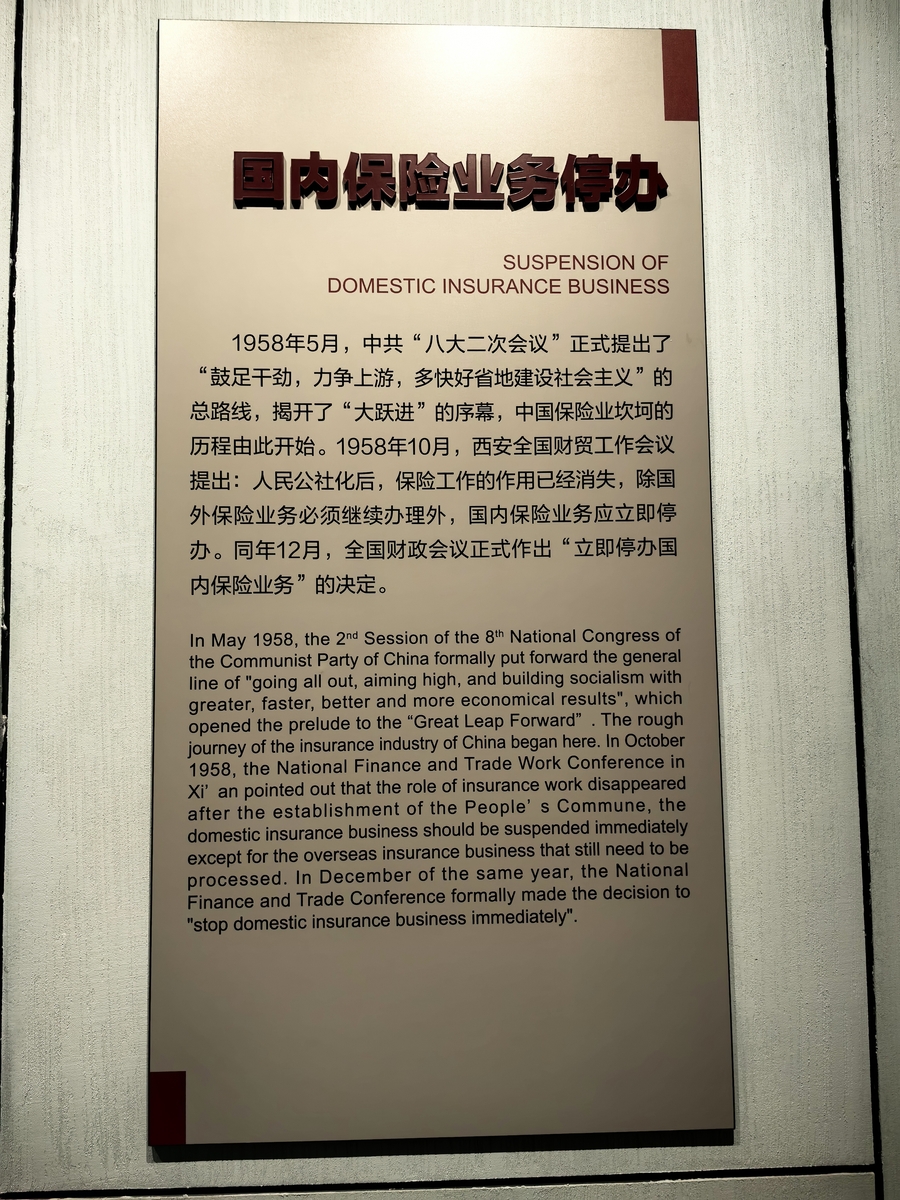 国内保险业务停办
SUSPENSION OF
DOMESTIC INSURANCE BUSINESS
1958年5月，中共“八大二次会议”正式提出了
“鼓足干劲，力争上游，多快好省地建设社会主义”的
总路线，揭开了“大跃进”的序幕，中国保险业坎坷的
历程由此开始。1958年10月，西安全国财贸工作会议
提出：人民公社化后，保险工作的作用已经消失，除国
外保险业务必须继续办理外，国内保险业务应立即停
办。同年12月，全国财政会议正式作出“立即停办国
内保险业务”的决定。
In May 1958, the 2nd Session of the 8th National Congress of
the Communist Party of China formally put forward the general
line of "going all out, aiming high, and building socialism with
greater, faster, better and more economical results", which
opened the prelude to the “Great Leap Forward” . The rough
journey of the insurance industry of China began here. In October
1958, the National Finance and Trade Work Conference in
Xi’ an pointed out that the role of insurance work disappeared
after the establishment of the People’ s Commune, the
domestic insurance business should be suspended immediately
except for the overseas insurance business that still need to be
processed. In December of the same year, the National
Finance and Trade Conference formally made the decision to
"stop domestic insurance business immediately".